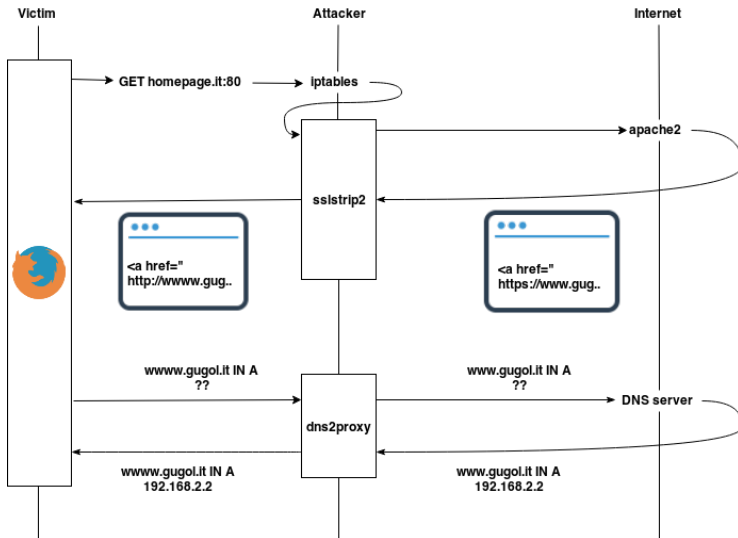 Victim
Attacker
Internet
GET homepage.it:80
iptables
apache2
sslstrip2
<a href="
http://wwww.gug..
<a href="
https://www.gug..
wwww.gugol.it IN A
??
www.gugol.it IN A
??
DNS server
dns2proxy
wwww.gugol.it IN A
192.168.2.2
www.gugol.it IN A
192.168.2.2